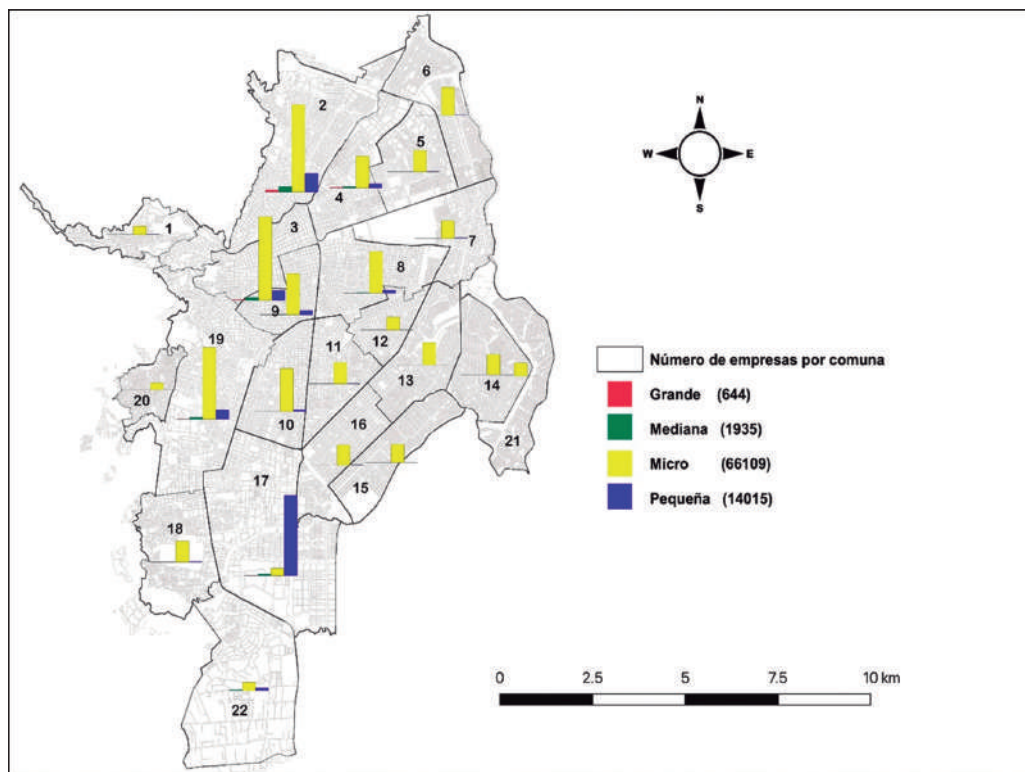 6
2
N
5
W E
4
S
1
3
7
8
9
19
11
12
13
20
14
10
16
21
17
15
18
22
Número de empresas por comuna
Grande (644)
Mediana (1935)
Micro (66109)
Pequeña (14015)
0 2.5 5 7.5 10 km